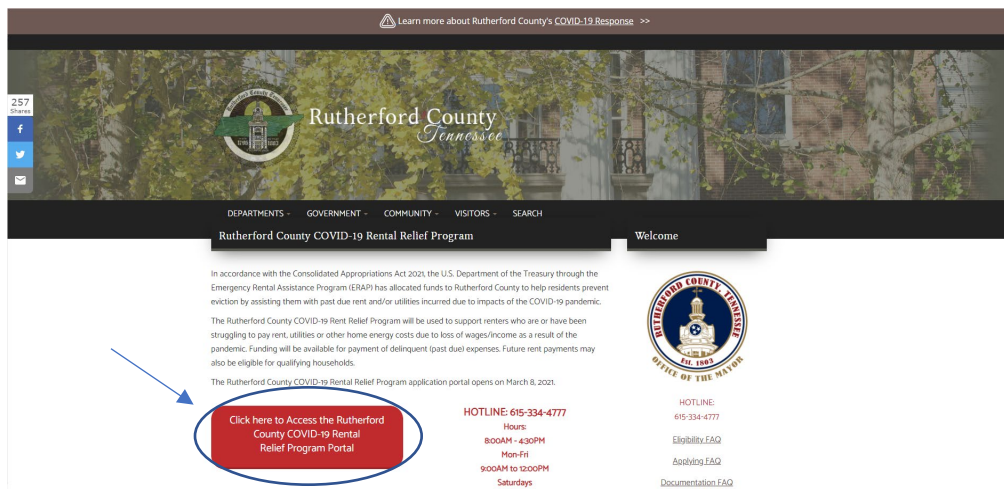 Learn more about Rutherford County's COVID-19 Response >>
257
Shares
Rutherford County
Tennessee
DEPARTMENTS
GOVERNMENT
COMMUNITY
VISITORS
SEARCH
Rutherford County COVID-19 Rental Relief Program
In accordance with the Consolidated Appropriations Act 2021, the U.S. Department of the Treasury through the
Emergency Rental Assistance Program (ERAP) has allocated funds to Rutherford County to help residents prevent
eviction by assisting them with past due rent and/or utilities incurred due to impacts of the COVID-19 pandemic.
The Rutherford County COVID-19 Rent Relief Program will be used to support renters who are or have been
struggling to pay rent, utilities or other home energy costs due to loss of wages/income as a result of the
pandemic. Funding will be available for payment of delinquent (past due) expenses. Future rent payments may
also be eligible for qualifying households.
The Rutherford County COVID-19 Rental Relief Program application portal opens on March 8, 2021.
Click here to Access the Rutherford
County COVID-19 Rental
Relief Program Portal
HOTLINE: 615-334-4777
Hours:
8:00AM - 4:30PM
Mon-Fri
9:00AM to 12:00PM
Saturdays
Welcome
RUTHERFORD COUNTY, TENNESSEE
EST. 1803
OFFICE OF THE MAYOR
HOTLINE:
615-334-4777
Eligibility FAQ
Applying FAQ
Documentation FAQ